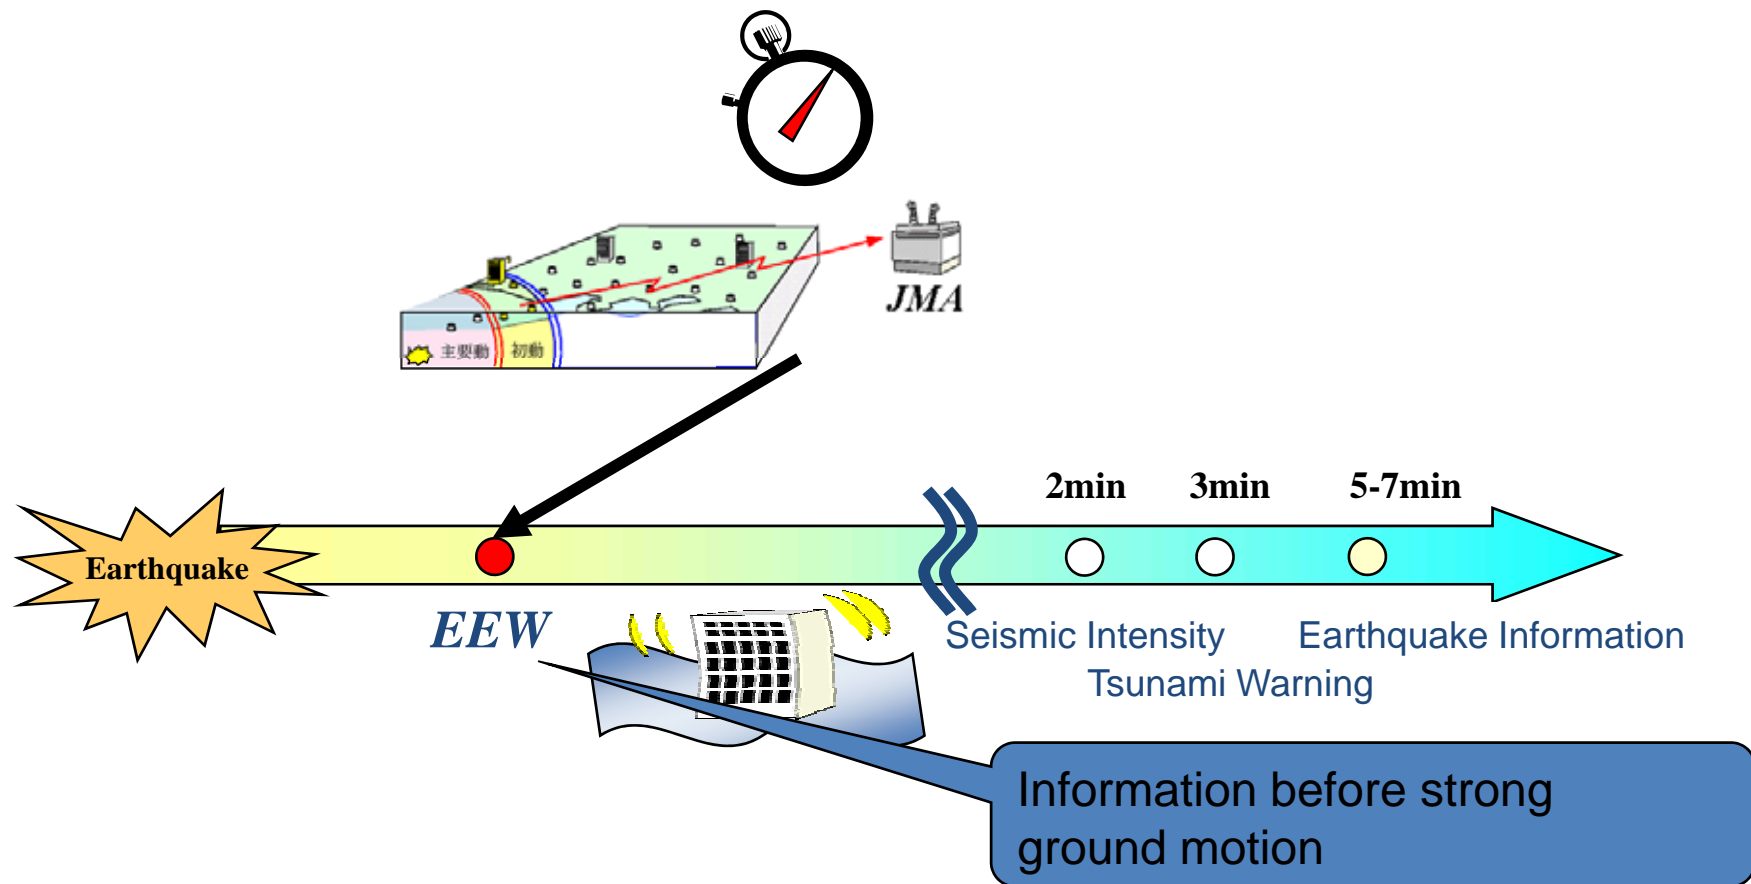 JMA
主要動 初動
2min 3min 5-7min
Earthquake
EEW
Seismic Intensity Earthquake Information
Tsunami Warning
Information before strong
ground motion